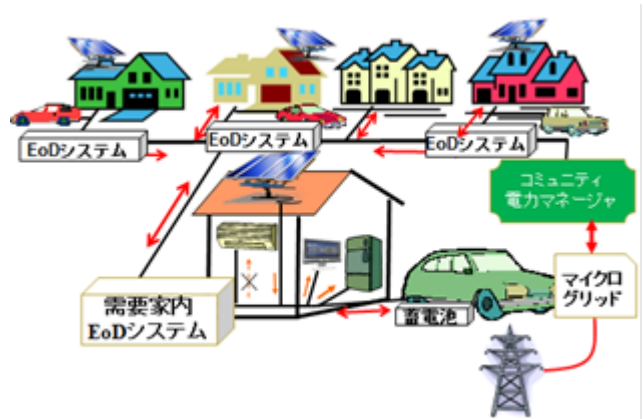 EoDシステム
EoDシステム
EoDシステム
コミュニティ
電力マネージャ
需要家内
EoDシステム
蓄電池
マイクロ
グリッド